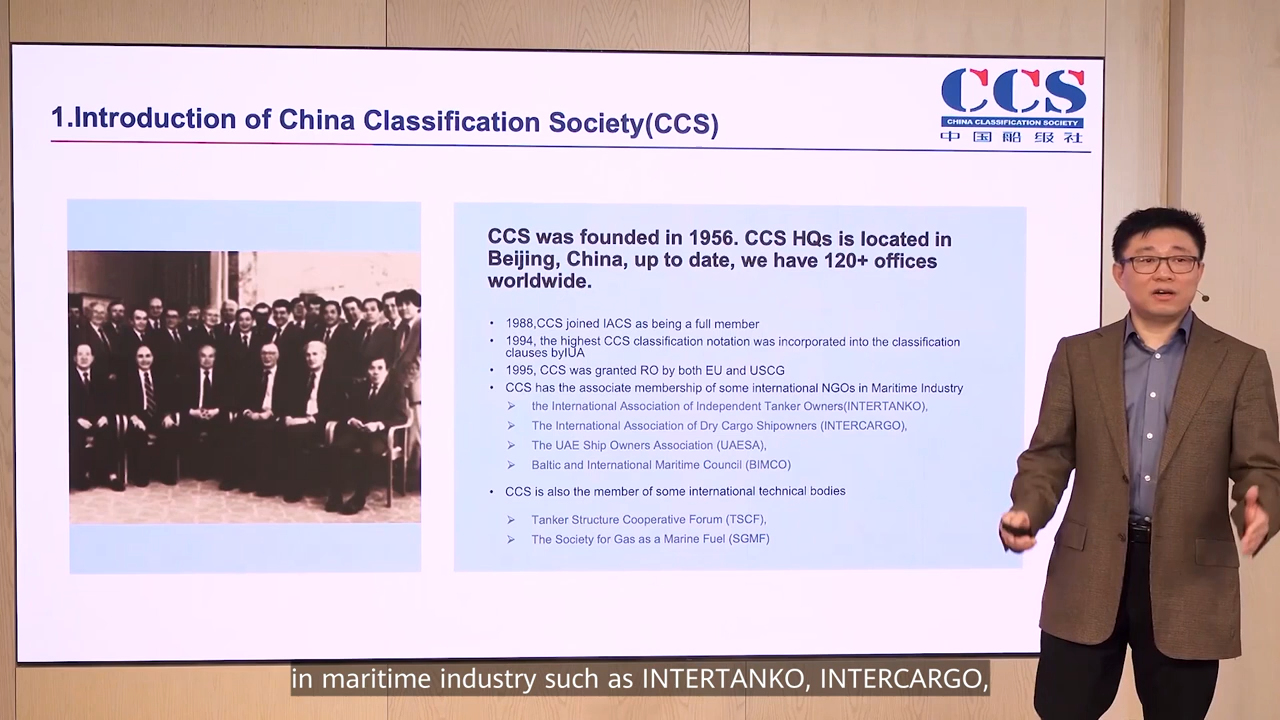 1.Introduction of China Classification Society(CCS)
CCS
CHINA CLASSIFICATION SOCIETY
中国船级社
CCS was founded in 1956. CCS HQs is located in
Beijing, China, up to date, we have 120+ offices
worldwide.
• 1988,CCS joined IACS as being a full member
• 1994, the highest CCS classification notation was incorporated into the classification
clauses byIUA
• 1995, CCS was granted RO by both EU and USCG
• CCS has the associate membership of some international NGOs in Maritime Industry
➢ the International Association of Independent Tanker Owners(INTERTANKO),
➢ The International Association of Dry Cargo Shipowners (INTERCARGO),
➢ The UAE Ship Owners Association (UAESA),
➢ Baltic and International Maritime Council (BIMCO)
• CCS is also the member of some international technical bodies
➢ Tanker Structure Cooperative Forum (TSCF),
➢ The Society for Gas as a Marine Fuel (SGMF)
in maritime industry such as INTERTANKO, INTERCARGO,